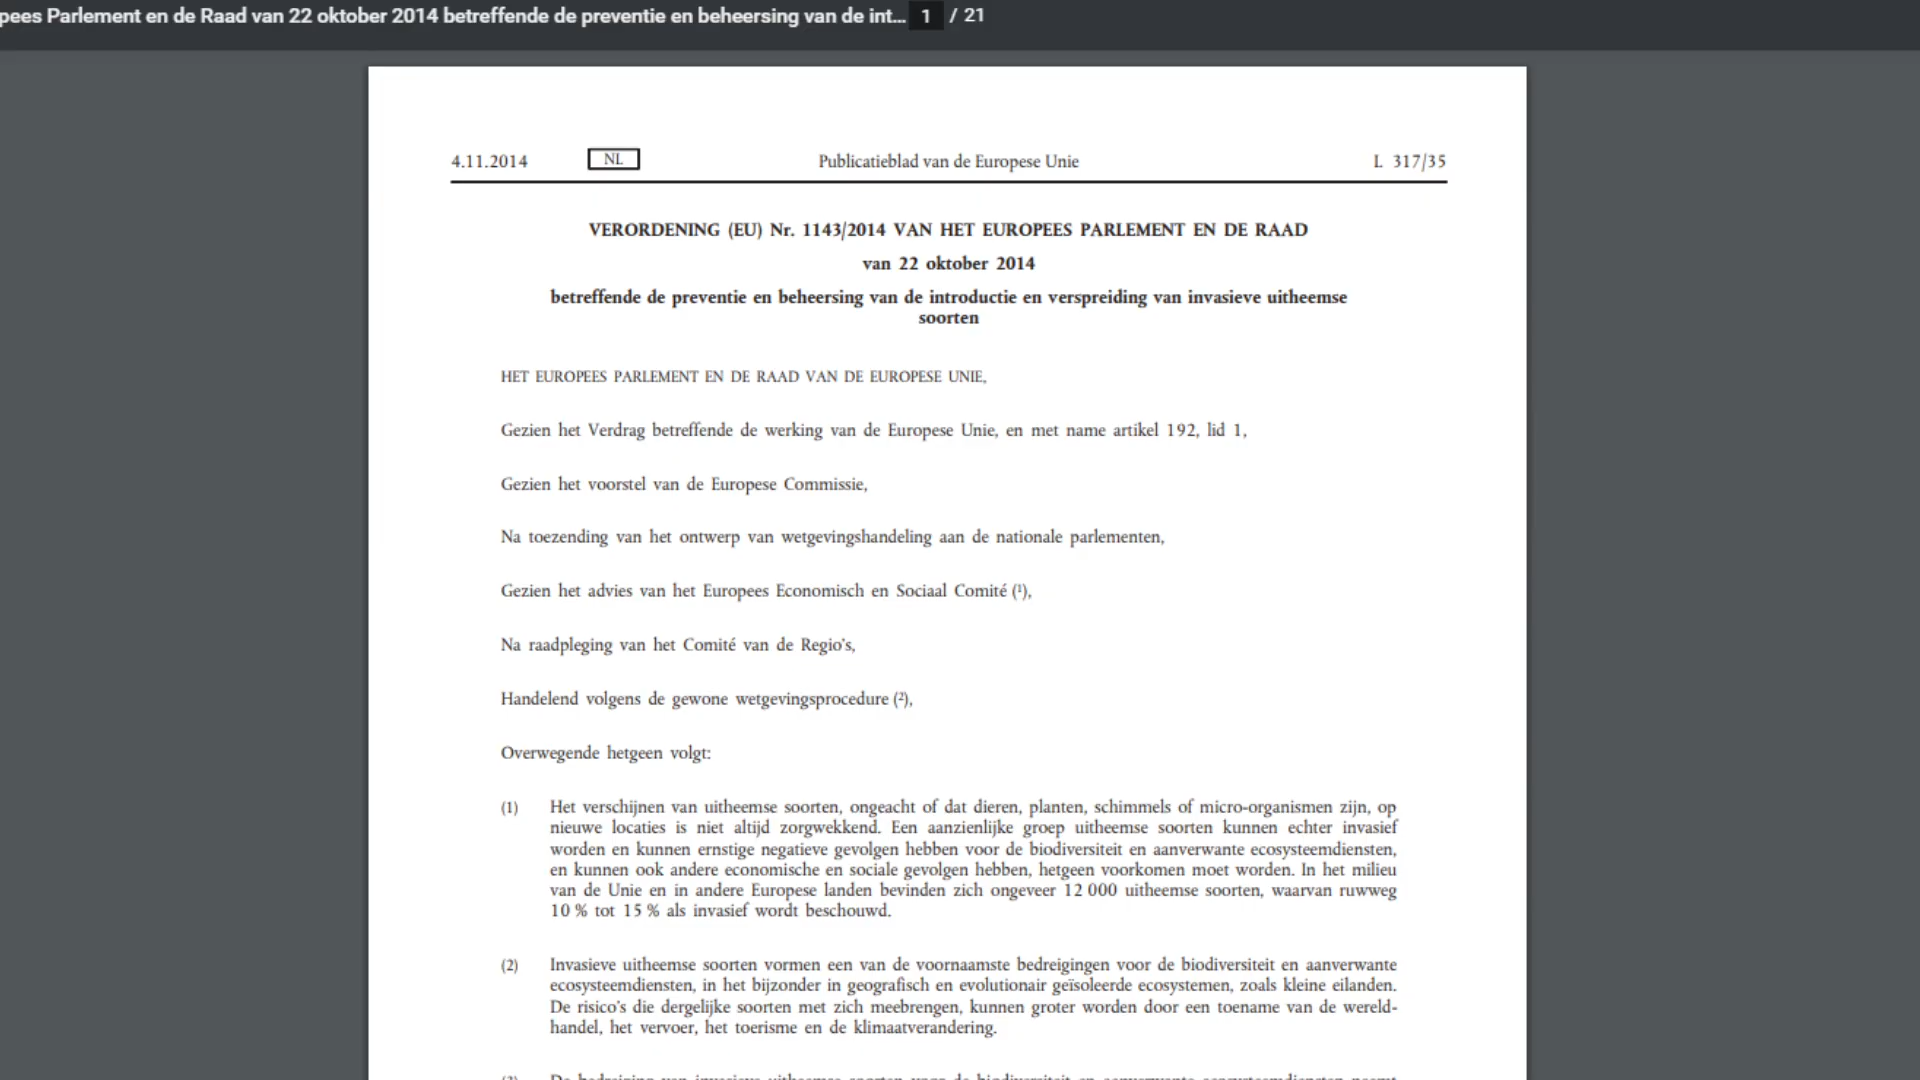 pees Parlement en de Raad van 22 oktober 2014 betreffende de preventie en beheersing van de int... 1 / 21
4.11.2014 NL Publicatieblad van de Europese Unie L 317/35
VERORDENING (EU) Nr. 1143/2014 VAN HET EUROPEES PARLEMENT EN DE RAAD
van 22 oktober 2014
betreffende de preventie en beheersing van de introductie en verspreiding van invasieve uitheemse
soorten
HET EUROPEES PARLEMENT EN DE RAAD VAN DE EUROPESE UNIE,
Gezien het Verdrag betreffende de werking van de Europese Unie, en met name artikel 192, lid 1,
Gezien het voorstel van de Europese Commissie,
Na toezending van het ontwerp van wetgevingshandeling aan de nationale parlementen,
Gezien het advies van het Europees Economisch en Sociaal Comité (¹),
Na raadpleging van het Comité van de Regio's,
Handelend volgens de gewone wetgevingsprocedure (²),
Overwegende hetgeen volgt:
(1) Het verschijnen van uitheemse soorten, ongeacht of dat dieren, planten, schimmels of micro-organismen zijn, op
nieuwe locaties is niet altijd zorgwekkend. Een aanzienlijke groep uitheemse soorten kunnen echter invasief
worden en kunnen ernstige negatieve gevolgen hebben voor de biodiversiteit en aanverwante ecosysteemdiensten,
en kunnen ook andere economische en sociale gevolgen hebben, hetgeen voorkomen moet worden. In het milieu
van de Unie en in andere Europese landen bevinden zich ongeveer 12 000 uitheemse soorten, waarvan ruwweg
10 % tot 15 % als invasief wordt beschouwd.
(2) Invasieve uitheemse soorten vormen een van de voornaamste bedreigingen voor de biodiversiteit en aanverwante
ecosysteemdiensten, in het bijzonder in geografisch en evolutionair geïsoleerde ecosystemen, zoals kleine eilanden.
De risico's die dergelijke soorten met zich meebrengen, kunnen groter worden door een toename van de wereld-
handel, het vervoer, het toerisme en de klimaatverandering.